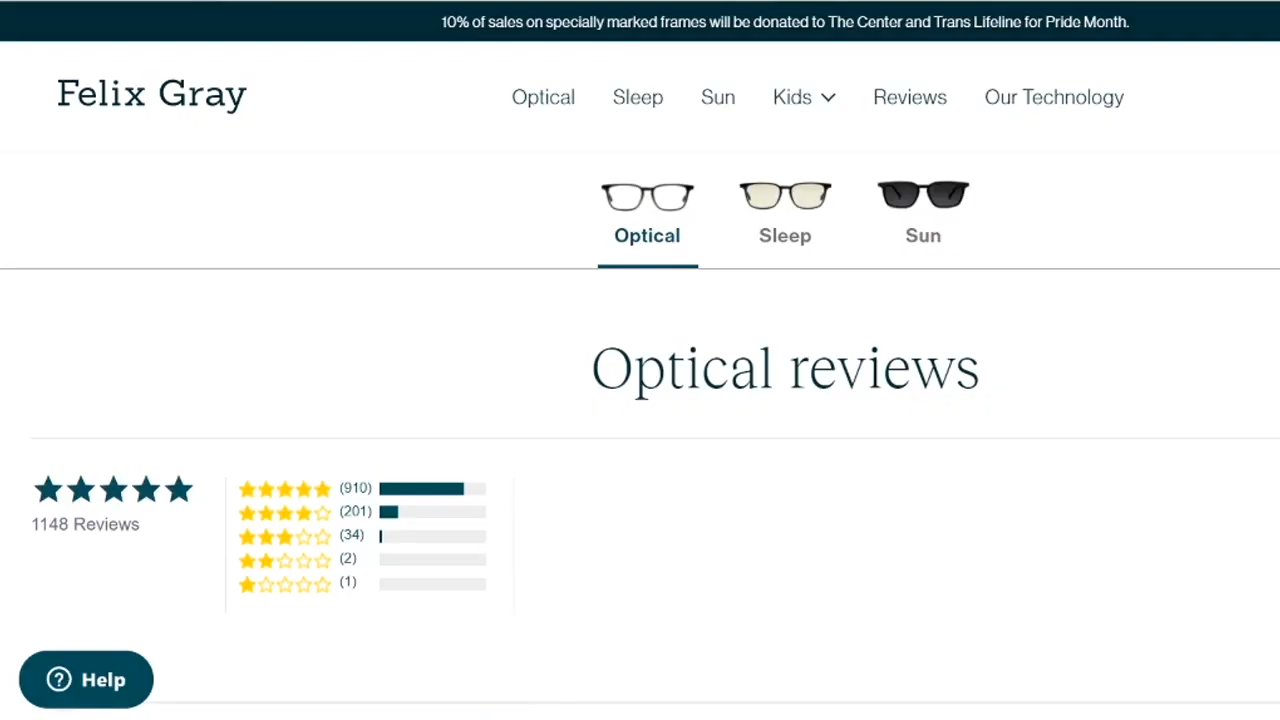 10% of sales on specially marked frames will be donated to The Center and Trans Lifeline for Pride Month.
Felix Gray
Optical Sleep Sun Kids Reviews Our Technology
Optical Sleep Sun
Optical reviews
1148 Reviews
(910)
(201)
(34)
(2)
(1)
? Help